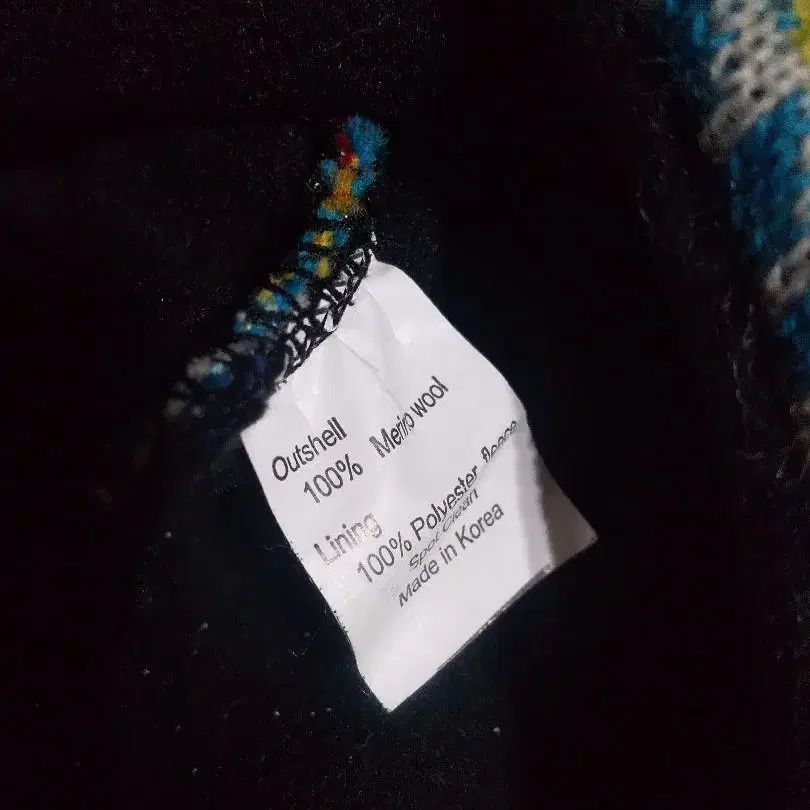 Outshell
100% Merino wool
Lining
100% Polyester fleece
Spot Clean
Made in Korea